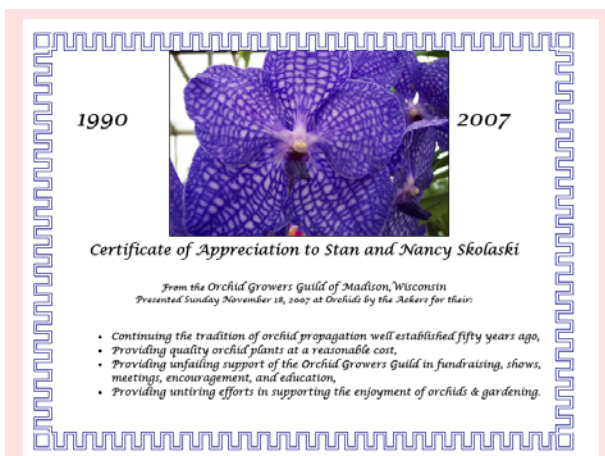 1990
2007
Certificate of Appreciation to Stan and Nancy Skolaski
From the Orchid Growers Guild of Madison, Wisconsin
Presented Sunday November 18, 2007 at Orchids by the Ackers for their:
• Continuing the tradition of orchid propagation well established fifty years ago,
• Providing quality orchid plants at a reasonable cost,
• Providing unfailing support of the Orchid Growers Guild in fundraising, shows,
meetings, encouragement, and education,
• Providing untiring efforts in supporting the enjoyment of orchids & gardening.